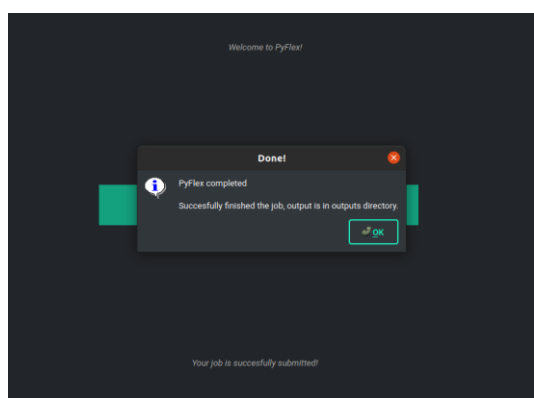 Welcome to PyFlex!
Done!
PyFlex completed
Succesfully finished the job, output is in outputs directory.
OK
Your job is succesfully submitted!